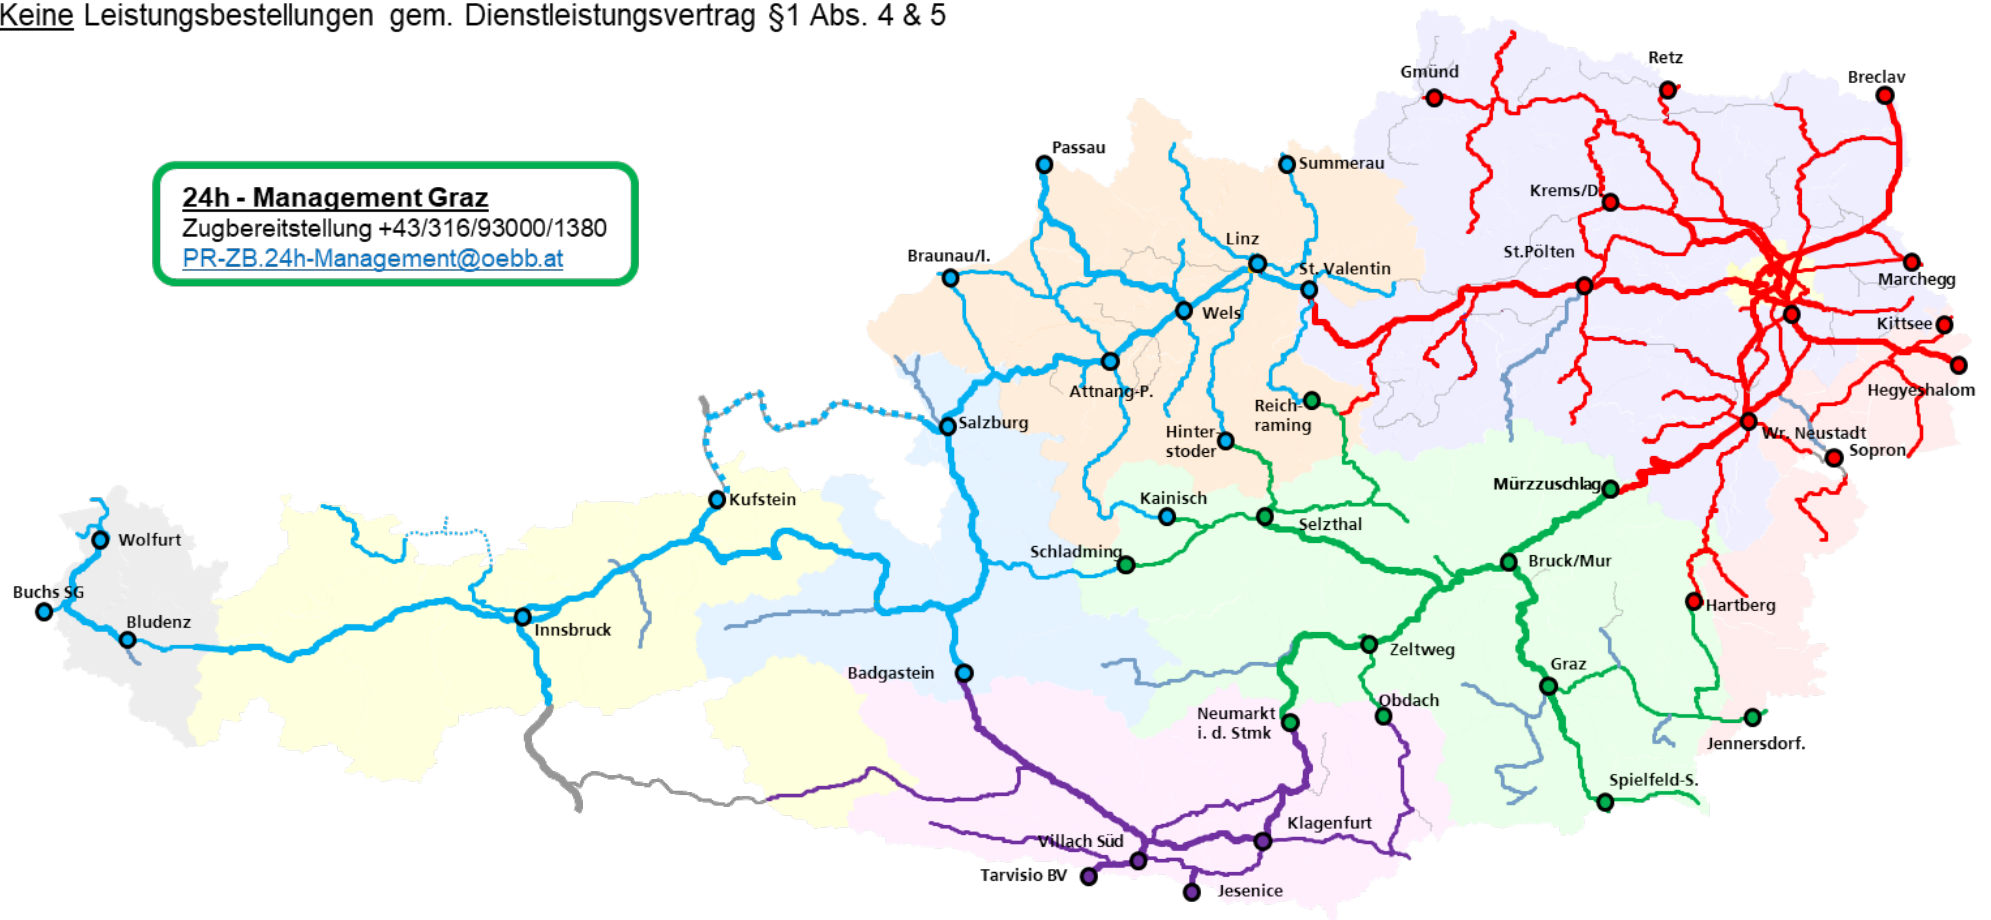 Keine Leistungsbestellungen gem. Dienstleistungsvertrag §1 Abs. 4 & 5
24h - Management Graz
Zugbereitstellung +43/316/93000/1380
PR-ZB.24h-Management@oebb.at
Gmünd
Retz
Breclav
Passau
Summerau
Krems/D.
Linz
St.Pölten
Braunau/I.
St. Valentin
Marchegg
Wels
Kittsee
Attnang-P.
Hegyeshalom
Reich-
raming
Salzburg
Hinter-
stoder
Wr. Neustadt
Sopron
Mürzzuschlag
Kufstein
Kainisch
Selzthal
Wolfurt
Schladming
Bruck/Mur
Buchs SG
Bludenz
Innsbruck
Hartberg
Zeltweg
Graz
Badgastein
Obdach
Neumarkt
i. d. Stmk
Jennersdorf.
Spielfeld-S.
Klagenfurt
Villach Süd
Tarvisio BV
Jesenice